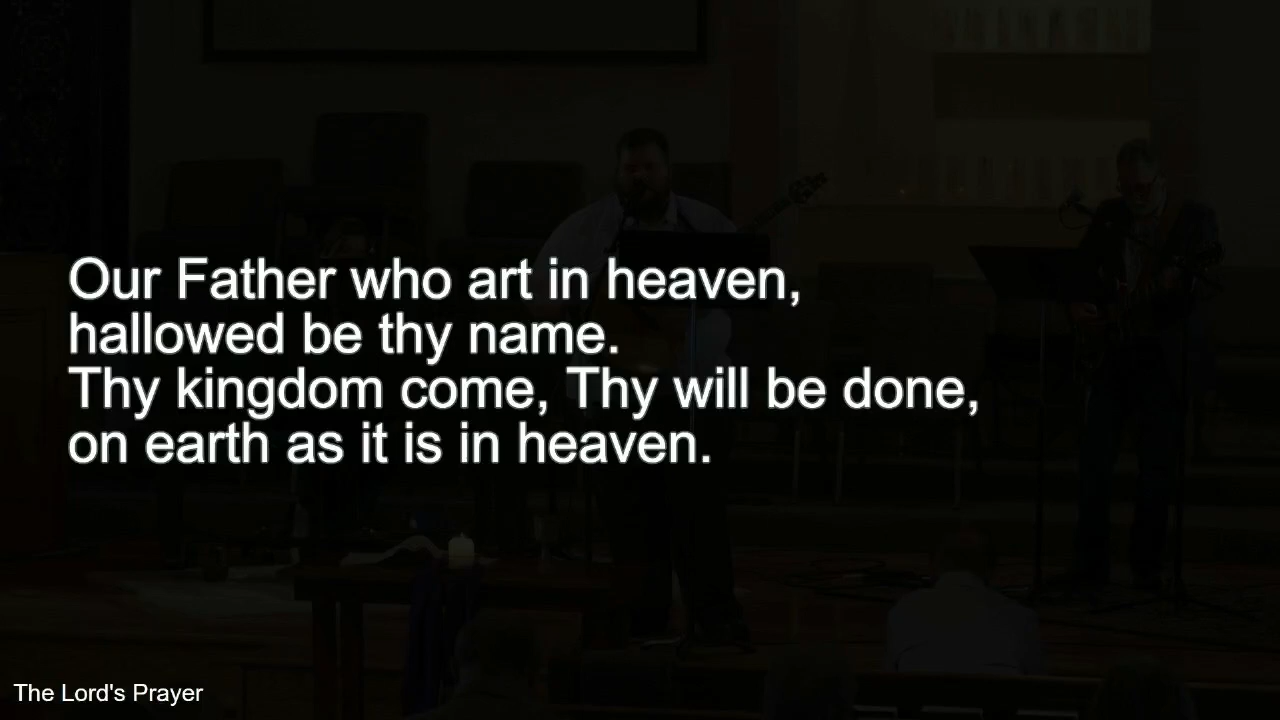 Our Father who art in heaven,
hallowed be thy name.
Thy kingdom come, Thy will be done,
on earth as it is in heaven.
The Lord's Prayer